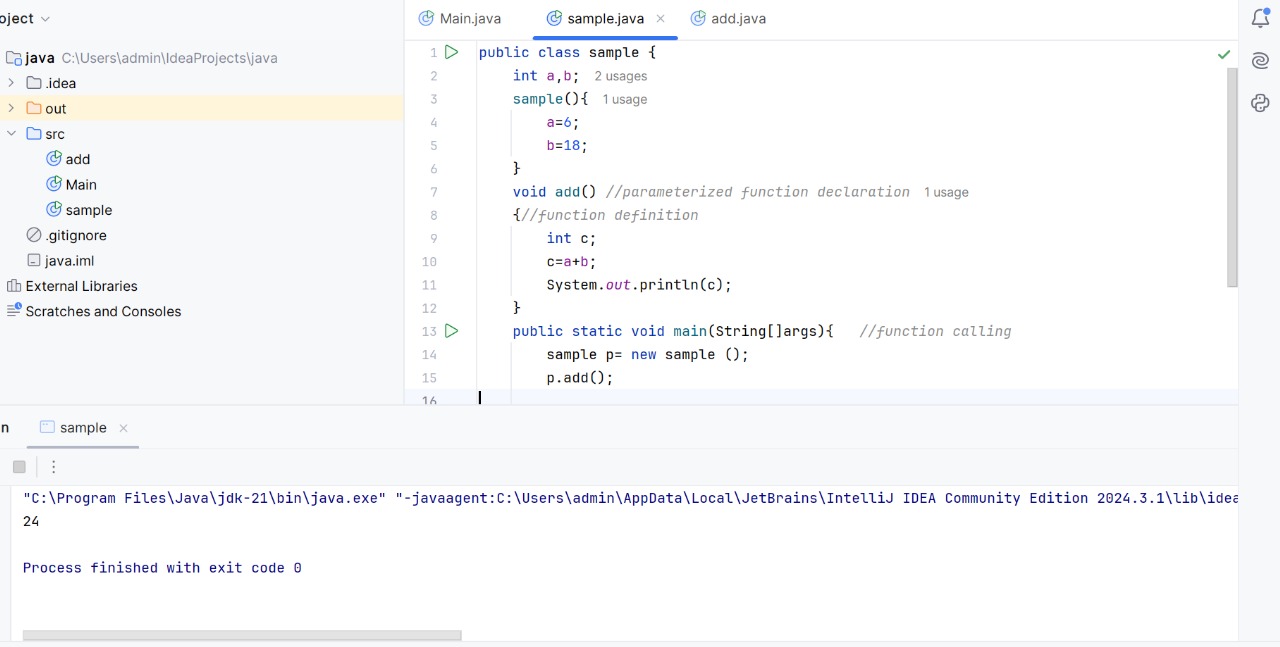 oject
java C:\Users\admin\IdeaProjects\java
.idea
out
src
add
Main
sample
.gitignore
java.iml
External Libraries
Scratches and Consoles
Main.java sample.java add.java
1 public class sample {
2 int a,b; 2 usages
3 sample(){ 1 usage
4 a=6;
5 b=18;
6 }
7 void add() //parameterized function declaration 1 usage
8 {//function definition
9 int c;
10 c=a+b;
11 System.out.println(c);
12 }
13 public static void main(String[]args){ //function calling
14 sample p= new sample ();
15 p.add();
16
n sample
"C:\Program Files\Java\jdk-21\bin\java.exe" "-javaagent:C:\Users\admin\AppData\Local\JetBrains\IntelliJ IDEA Community Edition 2024.3.1\lib\idea
24
Process finished with exit code 0